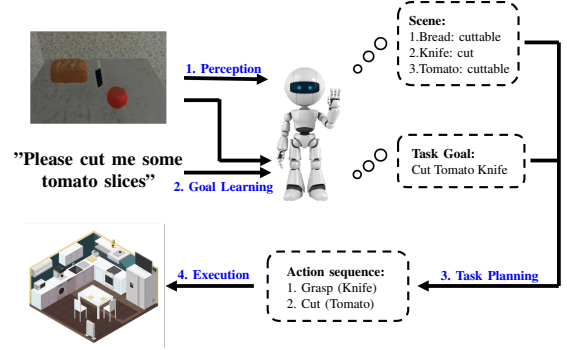 Scene:
1.Bread: cuttable
2.Knife: cut
3.Tomato: cuttable
1. Perception
”Please cut me some
tomato slices”
2. Goal Learning
Task Goal:
Cut Tomato Knife
3. Task Planning
Action sequence:
1. Grasp (Knife)
2. Cut (Tomato)
4. Execution